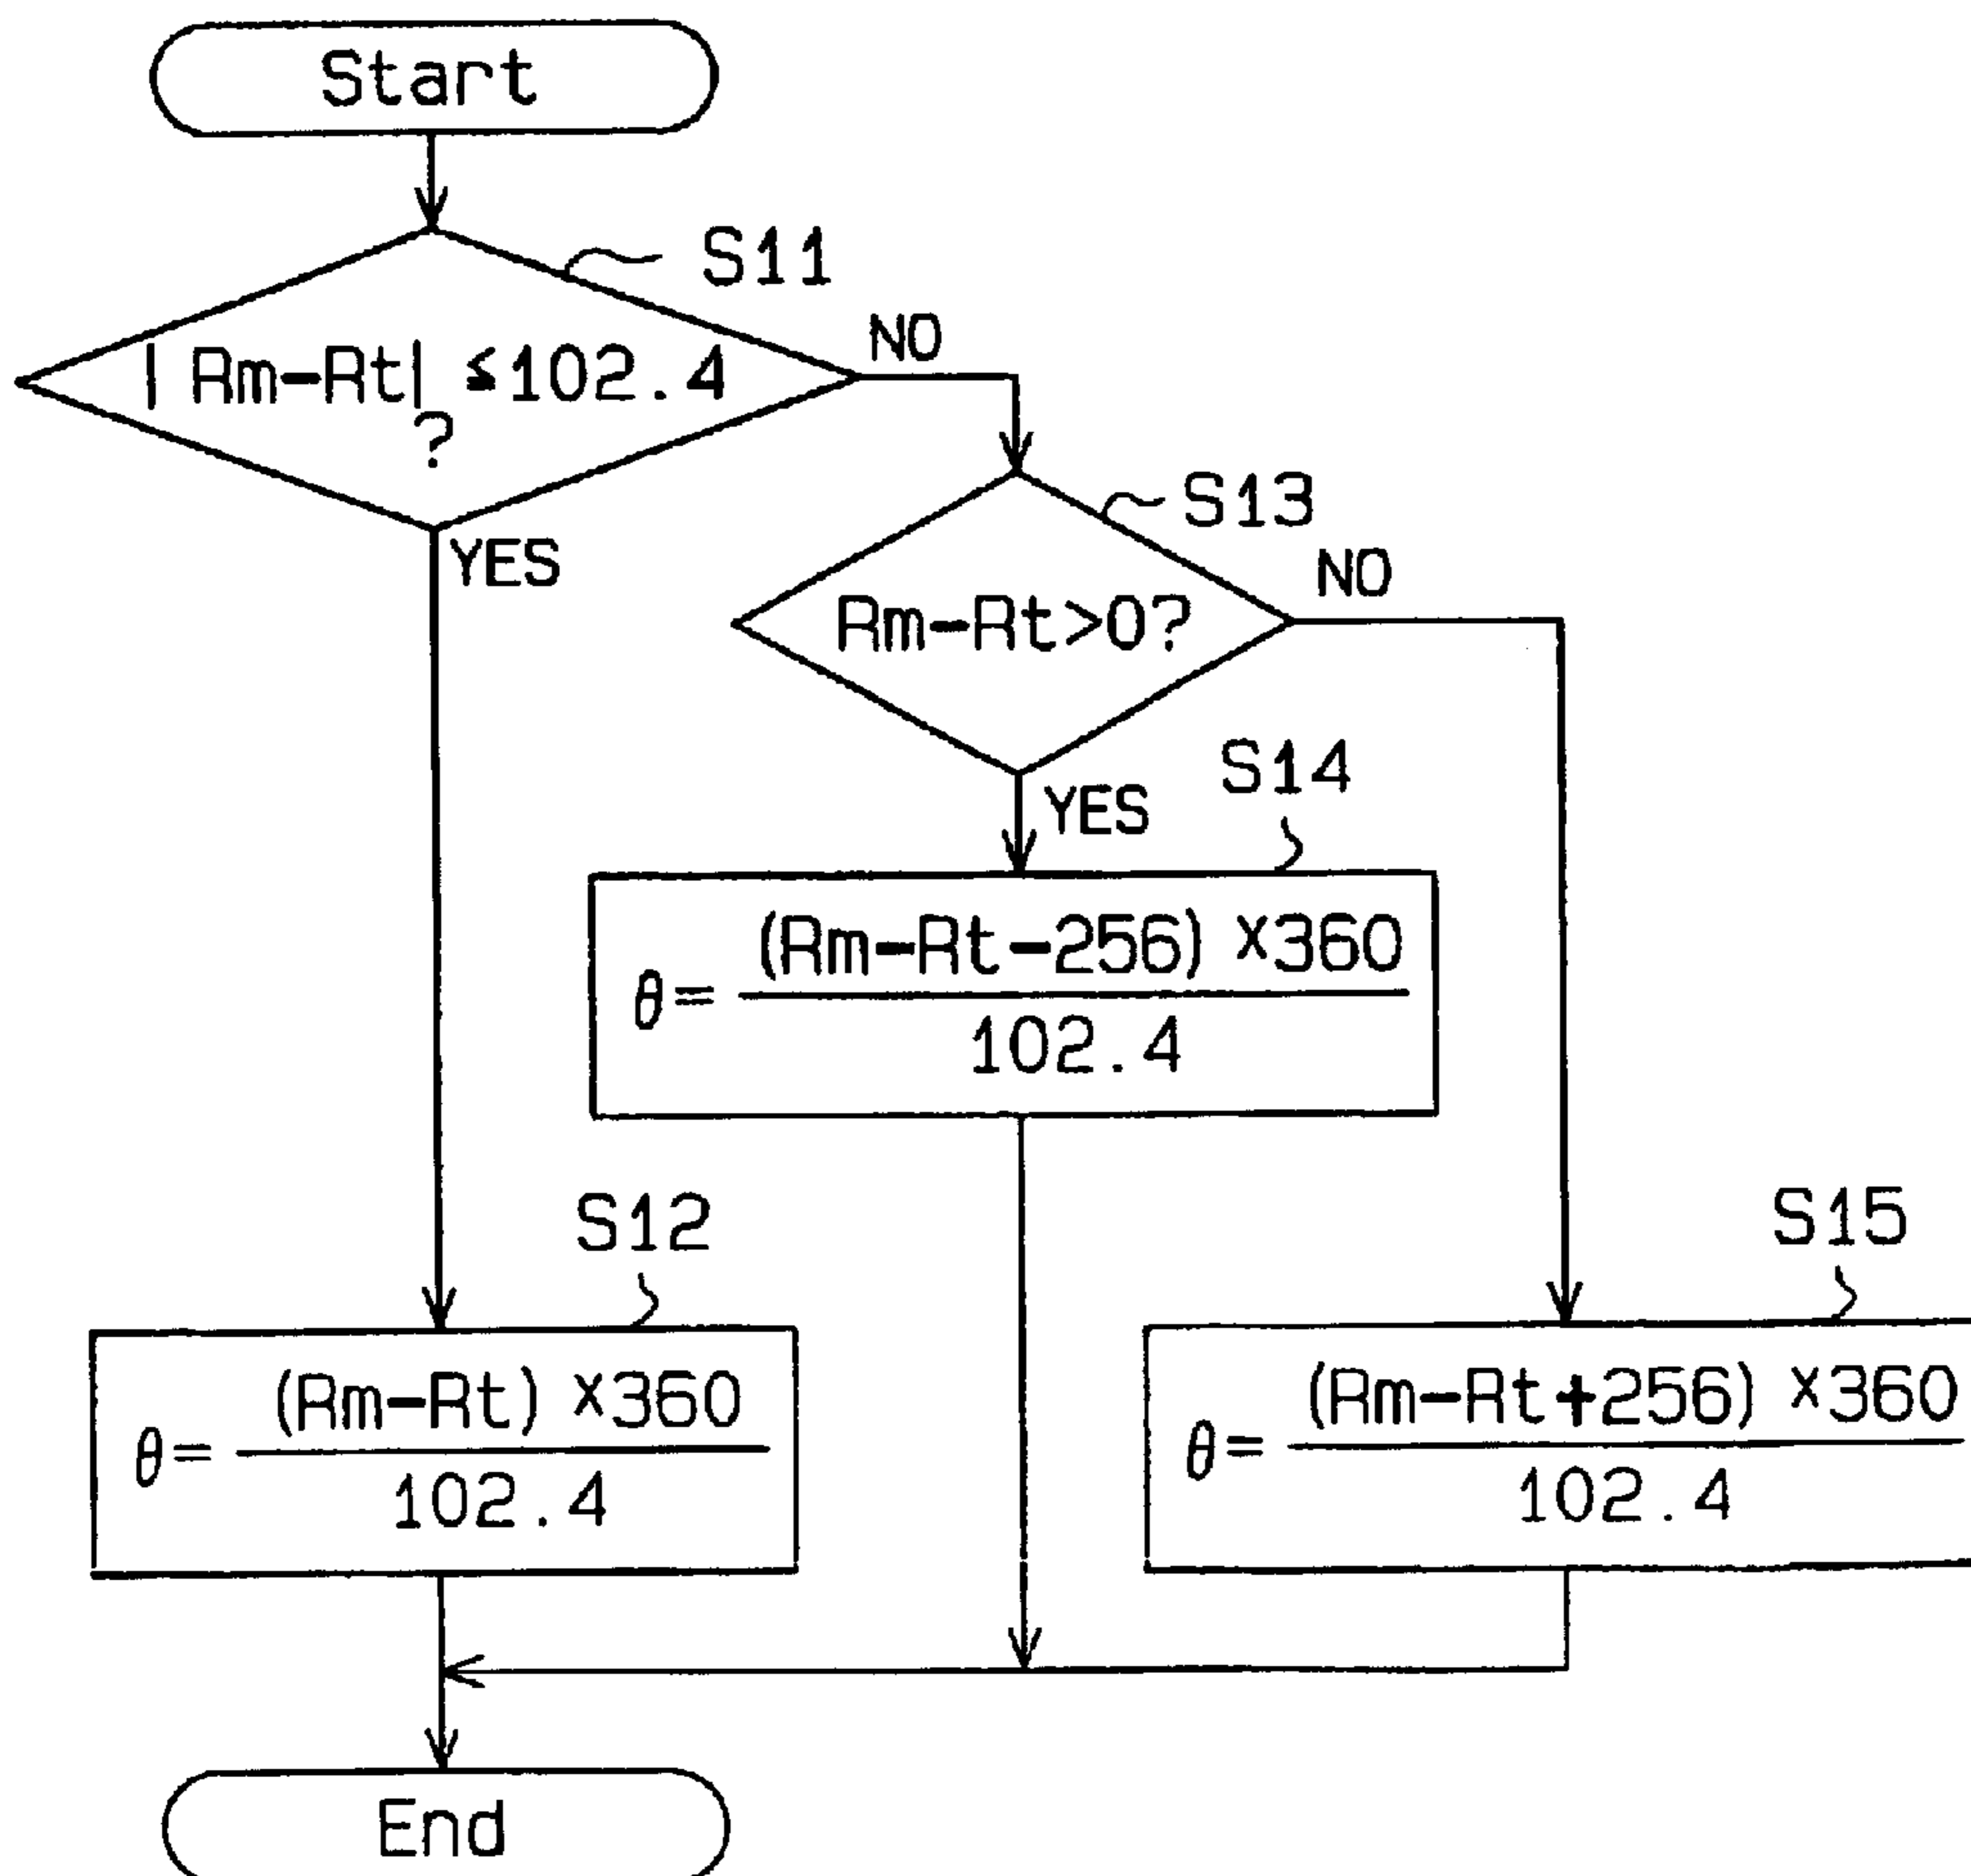 Start
S11
| Rm-Rt| ≦102.4
?
NO
YES
S13
Rm-Rt>0?
NO
YES
S14
(Rm-Rt-256) ×360
θ=
102.4
S12
(Rm-Rt) ×360
θ=
102.4
S15
(Rm-Rt+256) ×360
θ=
102.4
End